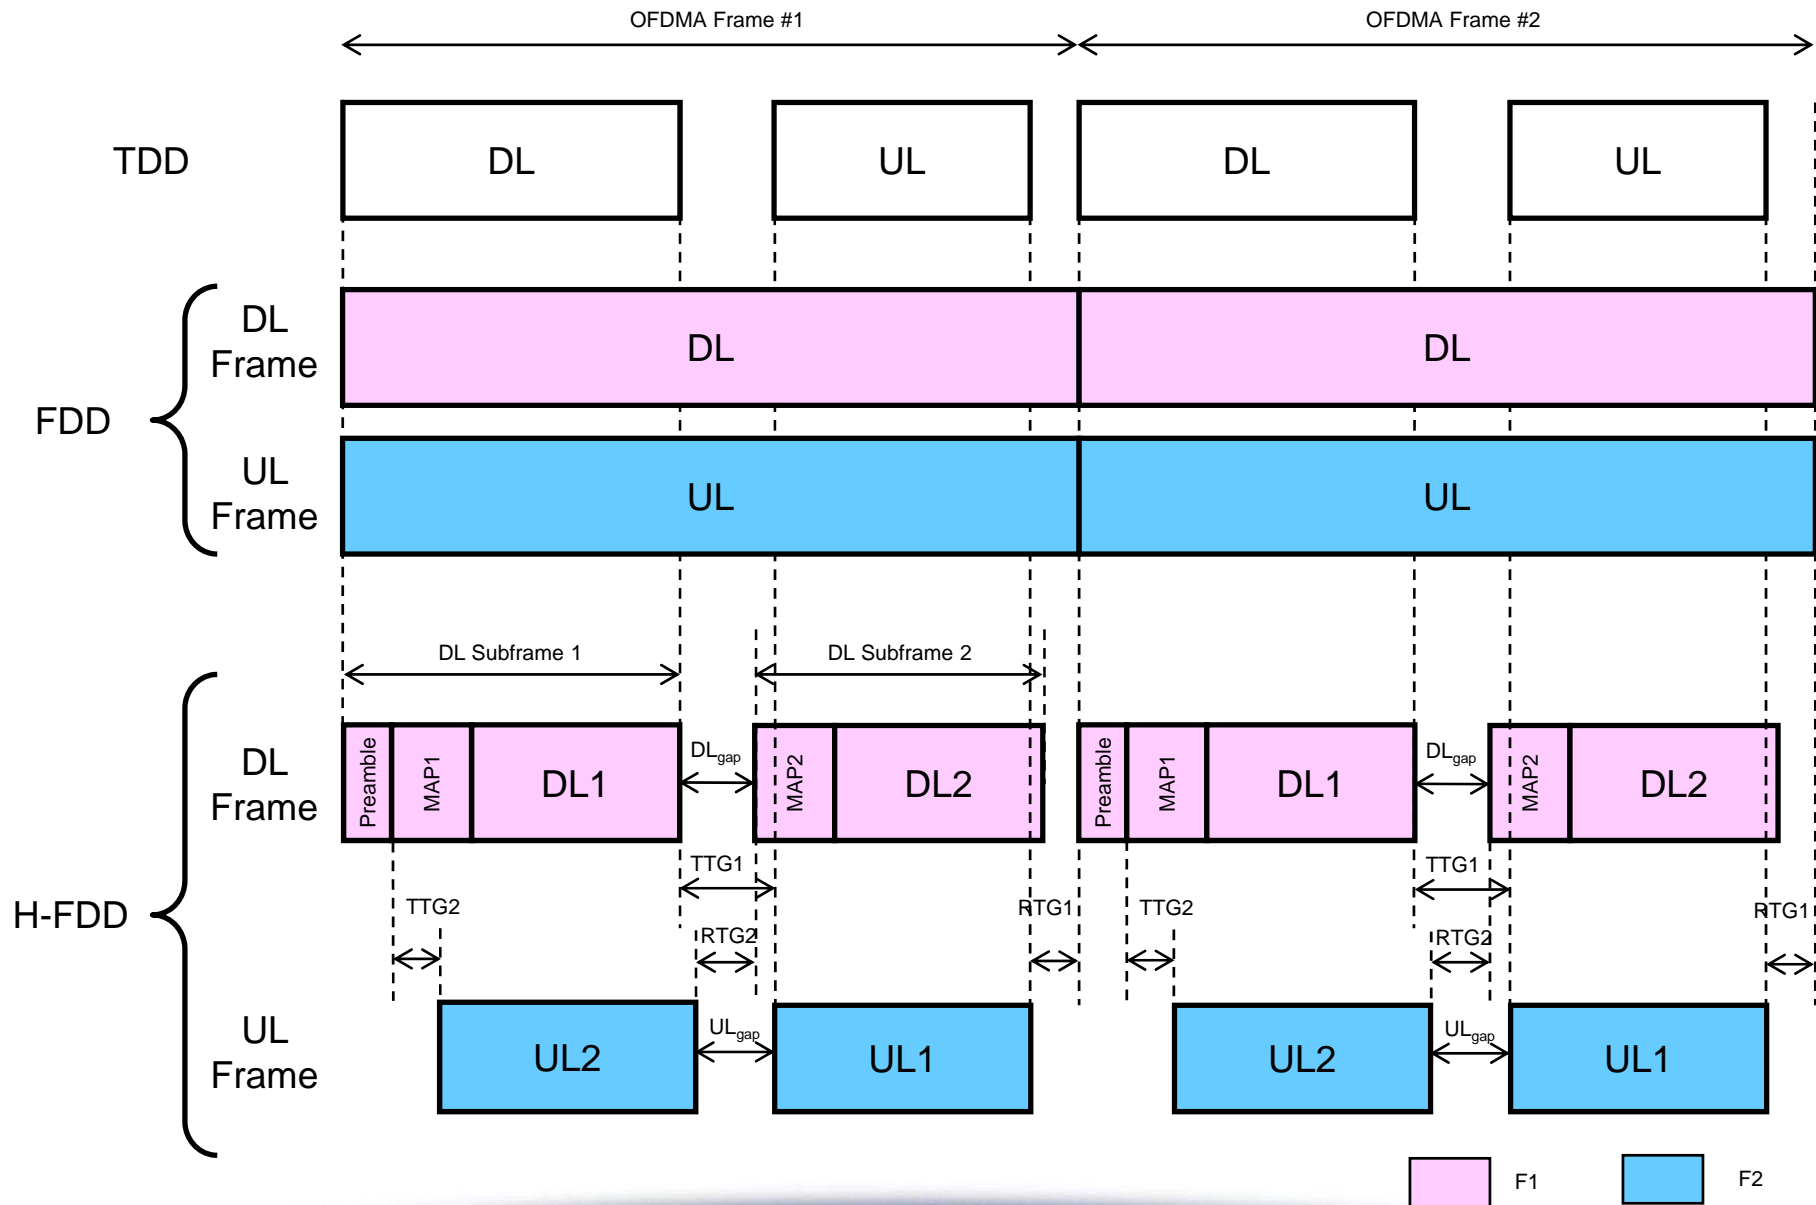 OFDMA Frame #1
OFDMA Frame #2
TDD
DL
UL
DL
UL
FDD
DL
Frame
DL
DL
UL
Frame
UL
UL
DL Subframe 1
DL Subframe 2
H-FDD
DL
Frame
Preamble
MAP1
DL1
DLgap
MAP2
DL2
Preamble
MAP1
DL1
DLgap
MAP2
DL2
TTG1
TTG1
TTG2
RTG1
TTG2
RTG1
RTG2
RTG2
UL
Frame
UL2
ULgap
UL1
UL2
ULgap
UL1
F1
F2